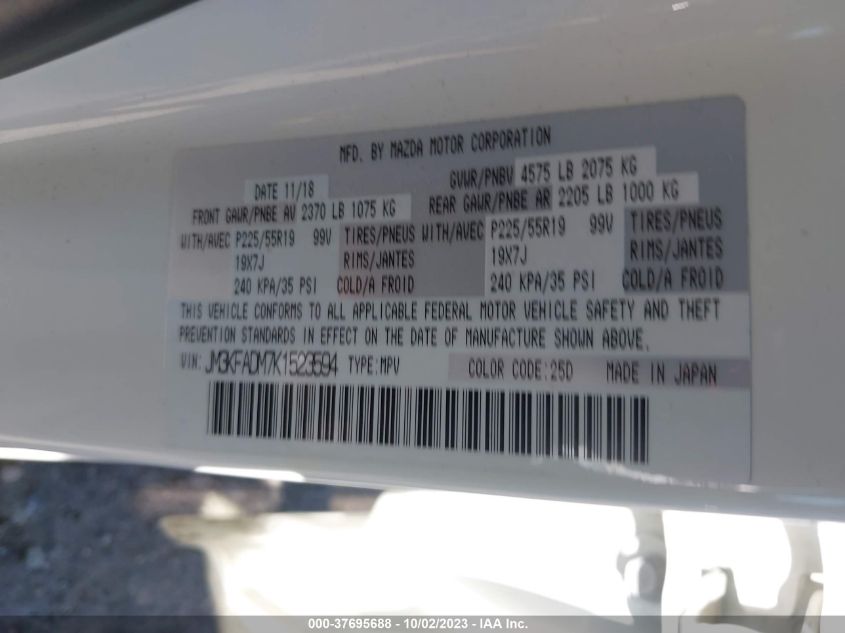 MFD. BY MAZDA MOTOR CORPORATION
DATE 11/18 GVWR/PNBV 4575 LB 2075 KG
FRONT GAWR/PNBE AV 2370 LB 1075 KG REAR GAWR/PNBE AR 2205 LB 1000 KG
WITH/AVEC P225/55R19 99V TIRES/PNEUS WITH/AVEC P225/55R19 99V TIRES/PNEUS
19X7J RIMS/JANTES 19X7J RIMS/JANTES
240 KPA/35 PSI COLD/A FROID 240 KPA/35 PSI COLD/A FROID
THIS VEHICLE CONFORMS TO ALL APPLICABLE FEDERAL MOTOR VEHICLE SAFETY AND THEFT
PREVENTION STANDARDS IN EFFECT ON THE DATE OF MANUFACTURE SHOWN ABOVE.
VIN: JM3KFADM7K1523594 TYPE:MPV COLOR CODE:25D MADE IN JAPAN
000-37695688 - 10/02/2023 - IAA Inc.